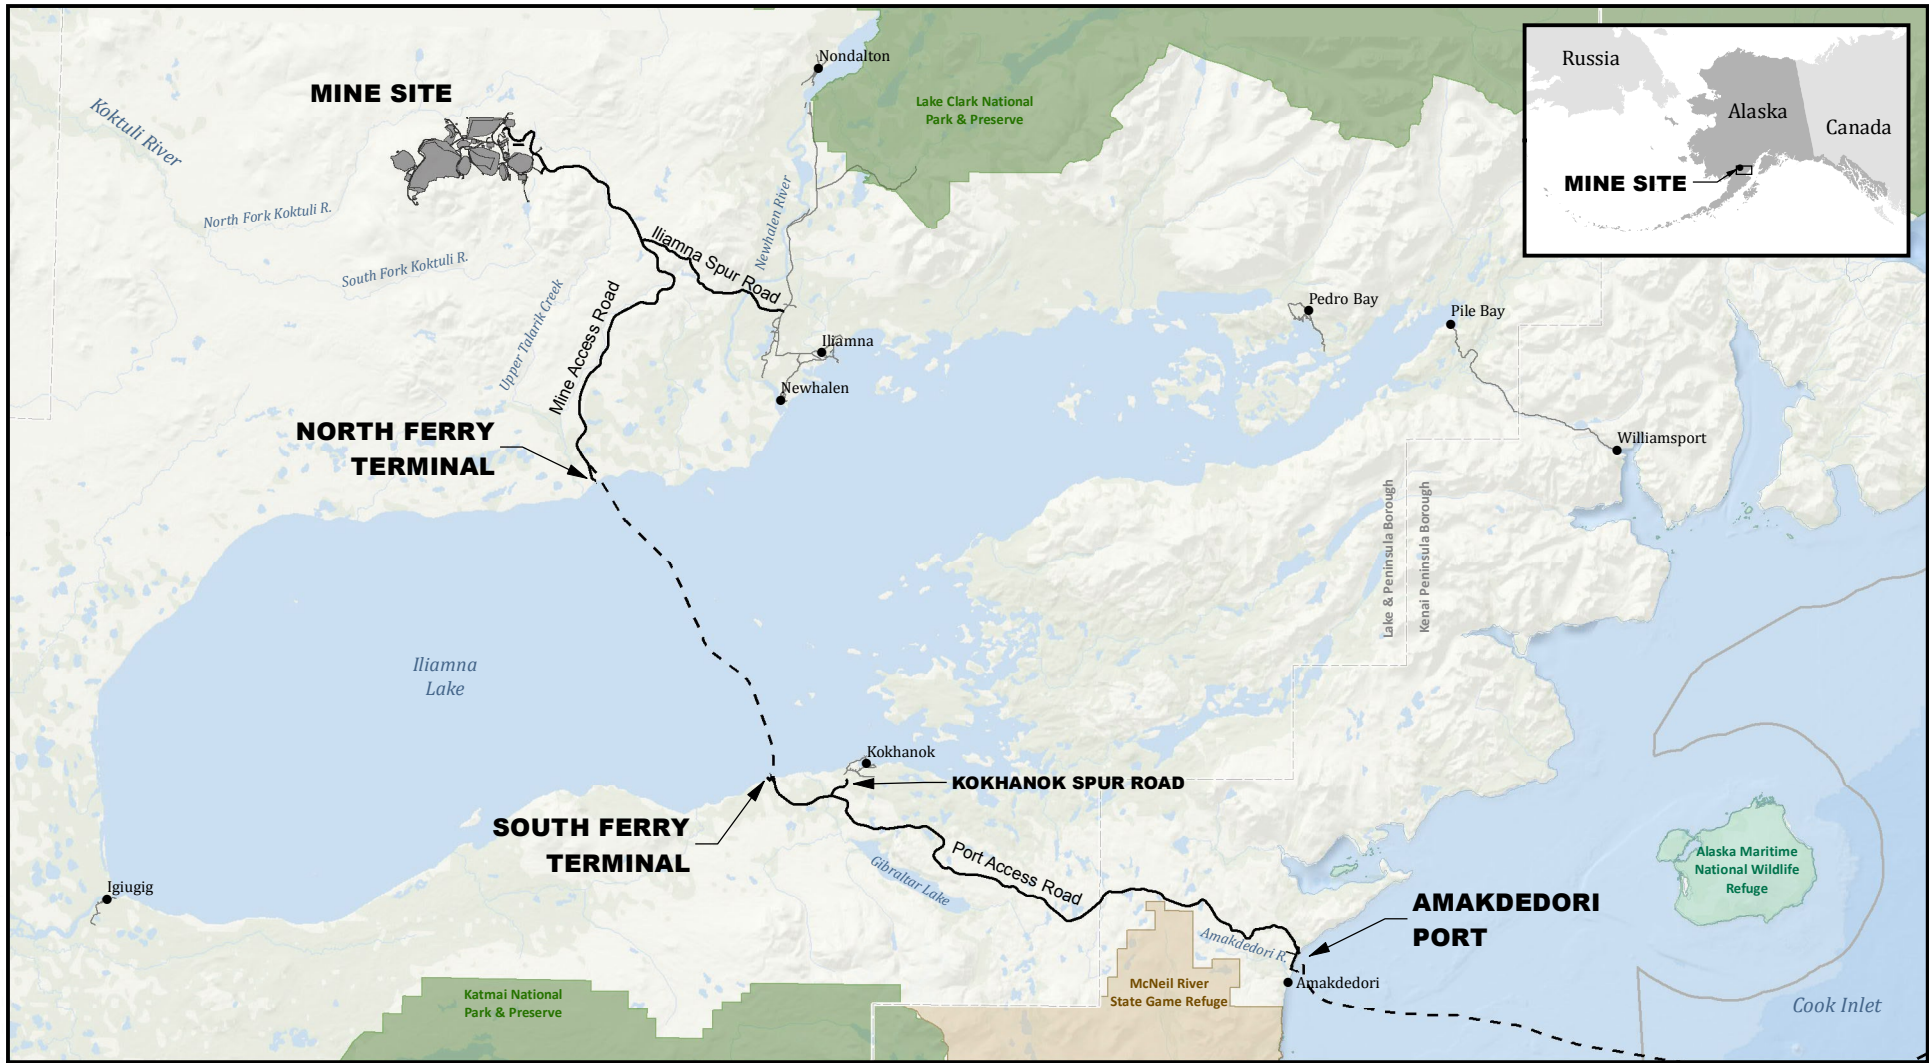 Nondalton
MINE SITE
Koktuli River
Lake Clark National
Park & Preserve
Russia
Alaska
Canada
MINE SITE
North Fork Koktuli R.
South Fork Koktuli R.
Newhalen River
Iliamna Spur Road
Upper Talarik Creek
Mine Access Road
Pedro Bay
Pile Bay
Iliamna
Newhalen
NORTH FERRY
TERMINAL
Williamsport
Lake & Peninsula Borough
Kenai Peninsula Borough
Iliamna
Lake
Kokhanok
KOKHANOK SPUR ROAD
SOUTH FERRY
TERMINAL
Port Access Road
Gibraltar Lake
Alaska Maritime
National Wildlife
Refuge
Igiugig
AMAKDEDORI
PORT
Amakdedori R.
Amakdedori
McNeil River
State Game Refuge
Katmai National
Park & Preserve
Cook Inlet